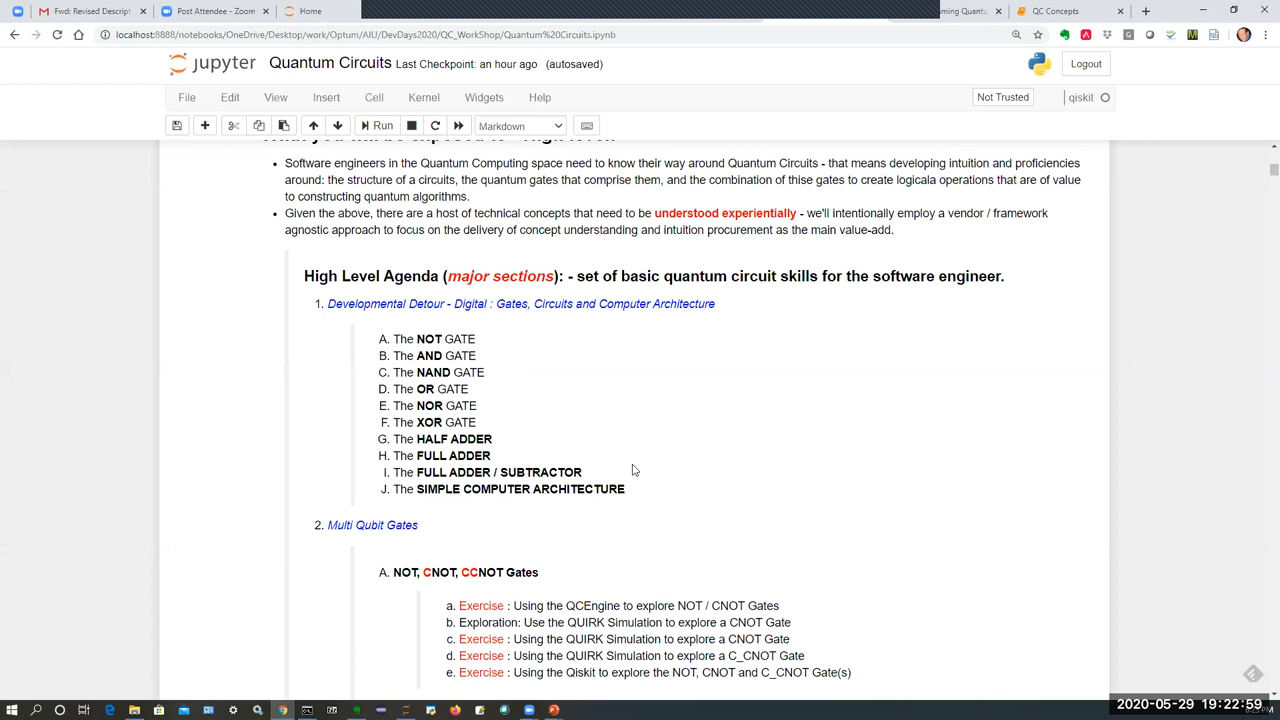 Fwd: Revised Descript
Post Attendee - Zoom
Home
ming Quantu
QC Concepts
localhost:8888/notebooks/OneDrive/Desktop/work/Optum/AIU/DevDays2020/QC_WorkShop/Quantum%20Circuits.ipynb
jupyter Quantum Circuits Last Checkpoint: an hour ago (autosaved)
Logout
File Edit View Insert Cell Kernel Widgets Help
Not Trusted
qiskit
Run
Markdown
• Software engineers in the Quantum Computing space need to know their way around Quantum Circuits - that means developing intuition and proficiencies
around: the structure of a circuits, the quantum gates that comprise them, and the combination of thise gates to create logicala operations that are of value
to constructing quantum algorithms.
• Given the above, there are a host of technical concepts that need to be understood experientially - we'll intentionally employ a vendor / framework
agnostic approach to focus on the delivery of concept understanding and intuition procurement as the main value-add.
High Level Agenda (major sections): - set of basic quantum circuit skills for the software engineer.
1. Developmental Detour - Digital : Gates, Circuits and Computer Architecture
A. The NOT GATE
B. The AND GATE
C. The NAND GATE
D. The OR GATE
E. The NOR GATE
F. The XOR GATE
G. The HALF ADDER
H. The FULL ADDER
I. The FULL ADDER / SUBTRACTOR
J. The SIMPLE COMPUTER ARCHITECTURE
2. Multi Qubit Gates
A. NOT, CNOT, CCNOT Gates
a. Exercise : Using the QCEngine to explore NOT / CNOT Gates
b. Exploration: Use the QUIRK Simulation to explore a CNOT Gate
c. Exercise : Using the QUIRK Simulation to explore a CNOT Gate
d. Exercise : Using the QUIRK Simulation to explore a C_CNOT Gate
e. Exercise : Using the Qiskit to explore the NOT, CNOT and C_CNOT Gate(s)
2020-05-29 19:22:59